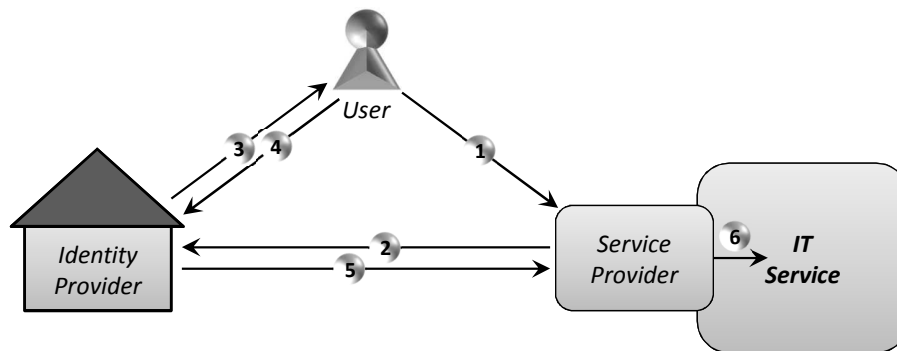 User
3
4
1
Identity
Provider
2
5
Service
Provider
6
IT
Service